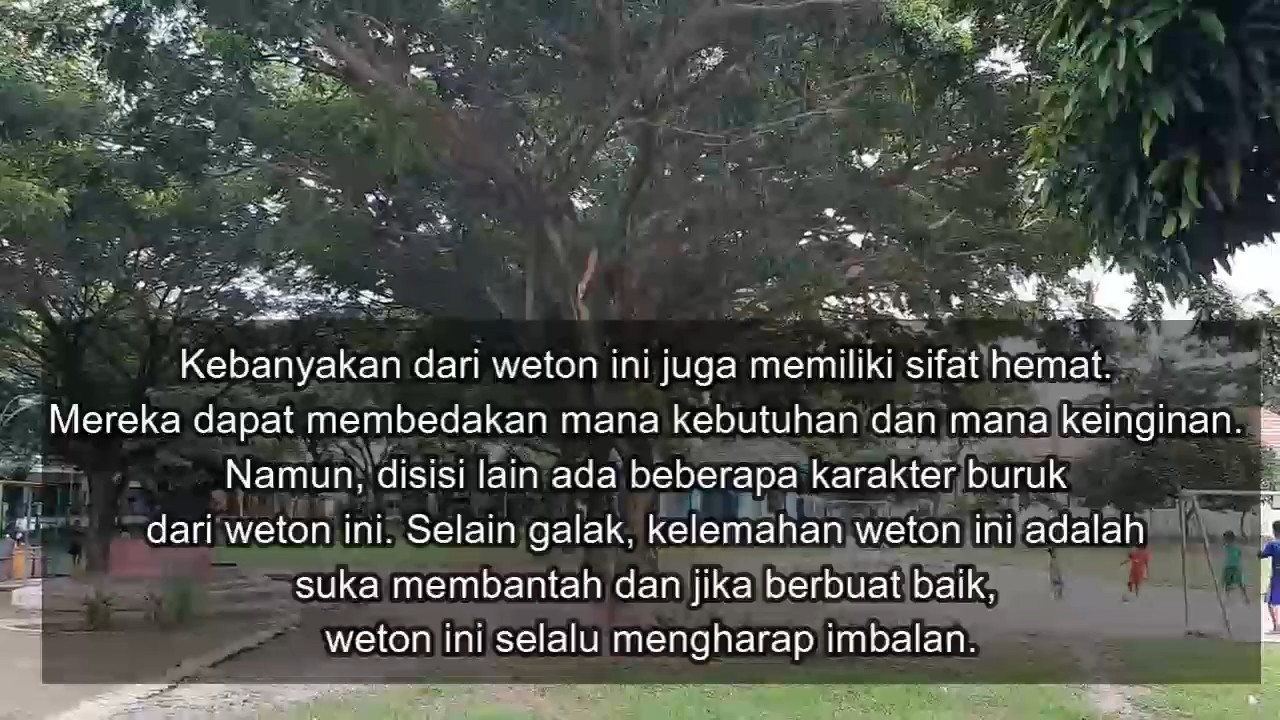 Kebanyakan dari weton ini juga memiliki sifat hemat.
Mereka dapat membedakan mana kebutuhan dan mana keinginan.
Namun, disisi lain ada beberapa karakter buruk
dari weton ini. Selain galak, kelemahan weton ini adalah
suka membantah dan jika berbuat baik,
weton ini selalu mengharap imbalan.